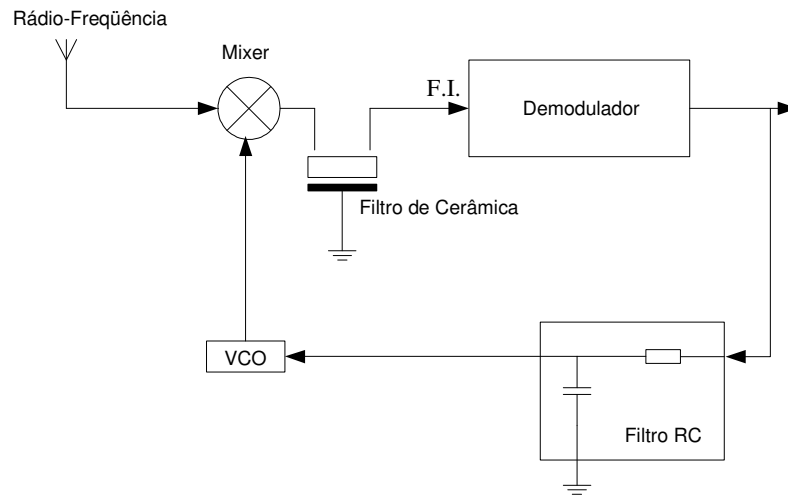 Rádio-Freqüência
Mixer
F.I.
Demodulador
Filtro de Cerâmica
VCO
Filtro RC